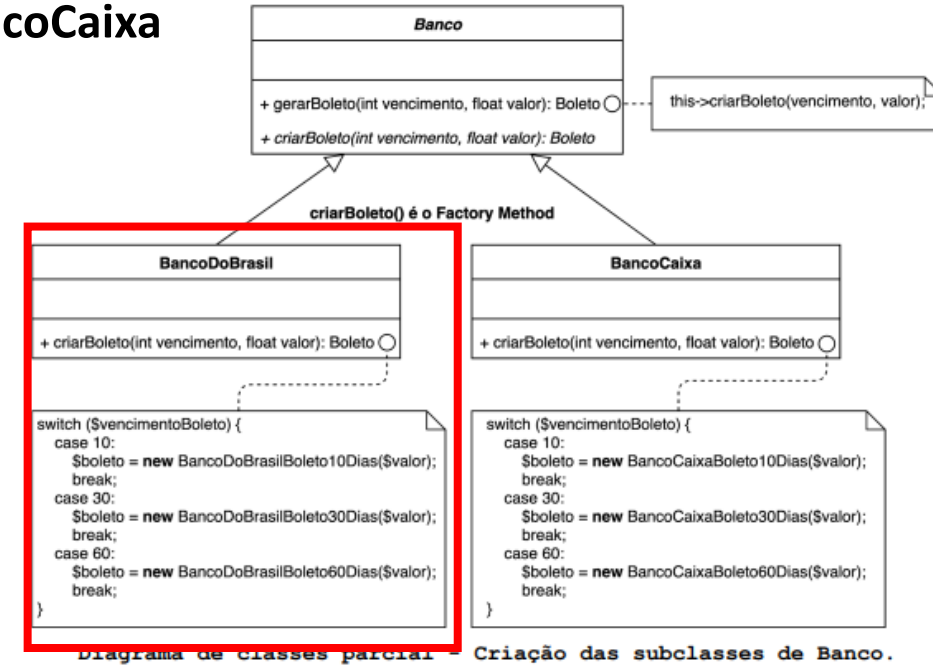 coCaixa
Banco
+ gerarBoleto(int vencimento, float valor): Boleto
this->criarBoleto(vencimento, valor);
+ criarBoleto(int vencimento, float valor): Boleto
criarBoleto() é o Factory Method
BancoDoBrasil
+ criarBoleto(int vencimento, float valor): Boleto
switch ($vencimentoBoleto) {
case 10:
$boleto = new BancoDoBrasilBoleto10Dias($valor);
break;
case 30:
$boleto = new BancoDoBrasilBoleto30Dias($valor);
break;
case 60:
$boleto = new BancoDoBrasilBoleto60Dias($valor);
break;
}
BancoCaixa
+ criarBoleto(int vencimento, float valor): Boleto
switch ($vencimentoBoleto) {
case 10:
$boleto = new BancoCaixaBoleto10Dias($valor);
break;
case 30:
$boleto = new BancoCaixaBoleto30Dias($valor);
break;
case 60:
$boleto = new BancoCaixaBoleto60Dias($valor);
break;
}
Diagrama de classes parcial - Criação das subclasses de Banco.